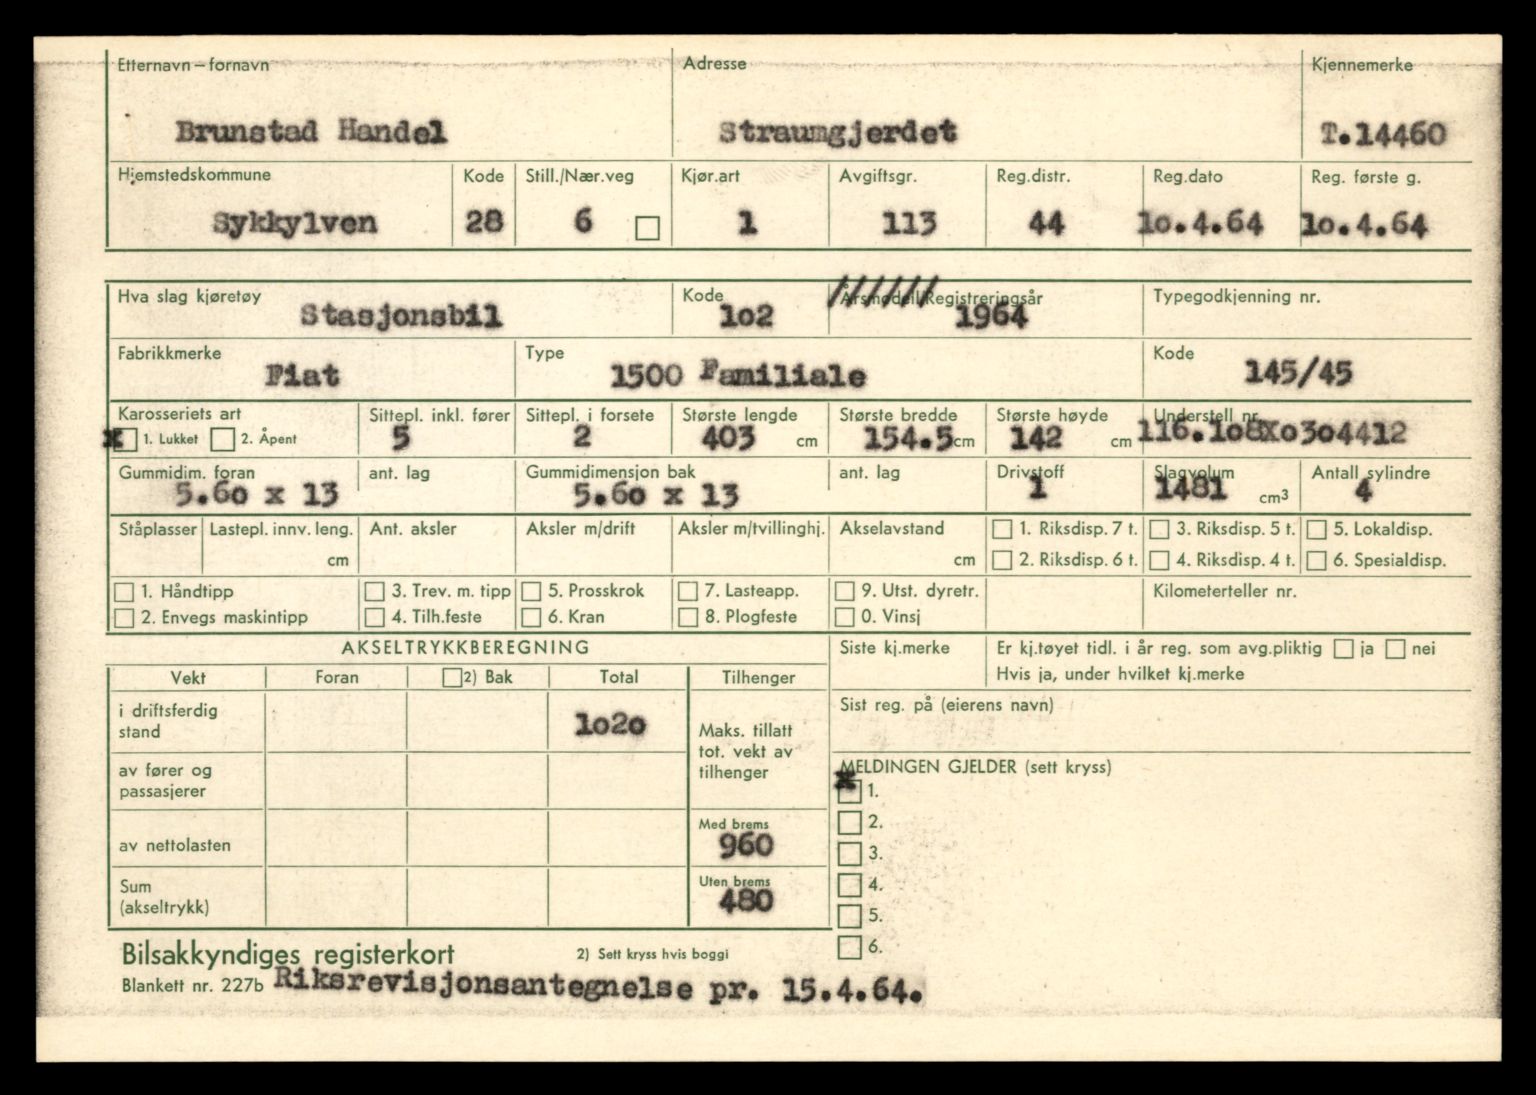 Etternavn – fornavn Adresse Kjennemerke
Brunstad Handel Straumgjerdet T.14460
Hjemstedskommune Kode Still./Nær.veg Kjør.art Avgiftsgr. Reg.distr. Reg.dato Reg. første g.
Sykkylven 28 6 1 113 44 1o.4.64 1o.4.64
Hva slag kjøretøy Kode Årsmodell/Registreringsår Typegodkjenning nr.
Stasjonsbil 1o2 1964
Fabrikkmerke Type Kode
Fiat 1500 Familiale 145/45
Karosseriets art Sittepl. inkl. fører Sittepl. i forsete Største lengde Største bredde Største høyde Understell nr.
x 1. Lukket 2. Åpent 5 2 403 cm 154.5 cm 142 cm 116.1o8X0304412
Gummidim. foran ant. lag Gummidimensjon bak ant. lag Drivstoff Slagvolum Antall sylindre
5.6o x 13 5.6o x 13 1 1481 cm3 4
Ståplasser Lastepl. innv. leng. Ant. aksler Aksler m/drift Aksler m/tvillinghj. Akselavstand 1. Riksdisp. 7 t. 3. Riksdisp. 5 t. 5. Lokaldisp.
cm cm 2. Riksdisp. 6 t. 4. Riksdisp. 4 t. 6. Spesialdisp.
1. Håndtipp 3. Trev. m. tipp 5. Prosskrok 7. Lasteapp. 9. Utst. dyretr. Kilometerteller nr.
2. Envegs maskintipp 4. Tilh.feste 6. Kran 8. Plogfeste 0. Vinsj
AKSELTRYKKBEREGNING Siste kj.merke Er kj.tøyet tidl. i år reg. som avg.pliktig ja nei
Hvis ja, under hvilket kj.merke
Vekt Foran 2) Bak Total Tilhenger
Sist reg. på (eierens navn)
i driftsferdig
stand 1o2o
Maks. tillatt
tot. vekt av
tilhenger
av fører og
passasjerer
MELDINGEN GJELDER (sett kryss)
x 1.
2.
3.
4.
5.
6.
Med brems
av nettolasten 960
Uten brems
Sum
(akseltrykk) 480
Bilsakkyndiges registerkort 2) Sett kryss hvis boggi
Blankett nr. 227b Riksrevisjonsantegnelse pr. 15.4.64.